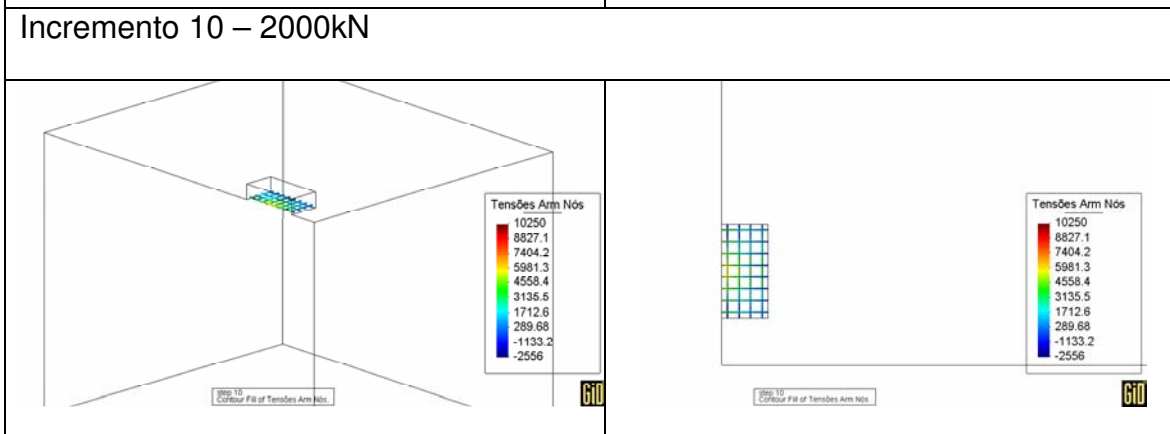 Incremento 10 – 2000kN
Tensões Arm Nós
10250
8827.1
7404.2
5981.3
4558.4
3135.5
1712.6
289.68
-1133.2
-2556
step 10
Contour Fill of Tensões Arm Nós.
GiD
Tensões Arm Nós
10250
8827.1
7404.2
5981.3
4558.4
3135.5
1712.6
289.68
-1133.2
-2556
step 10
Contour Fill of Tensões Arm Nós.
GiD